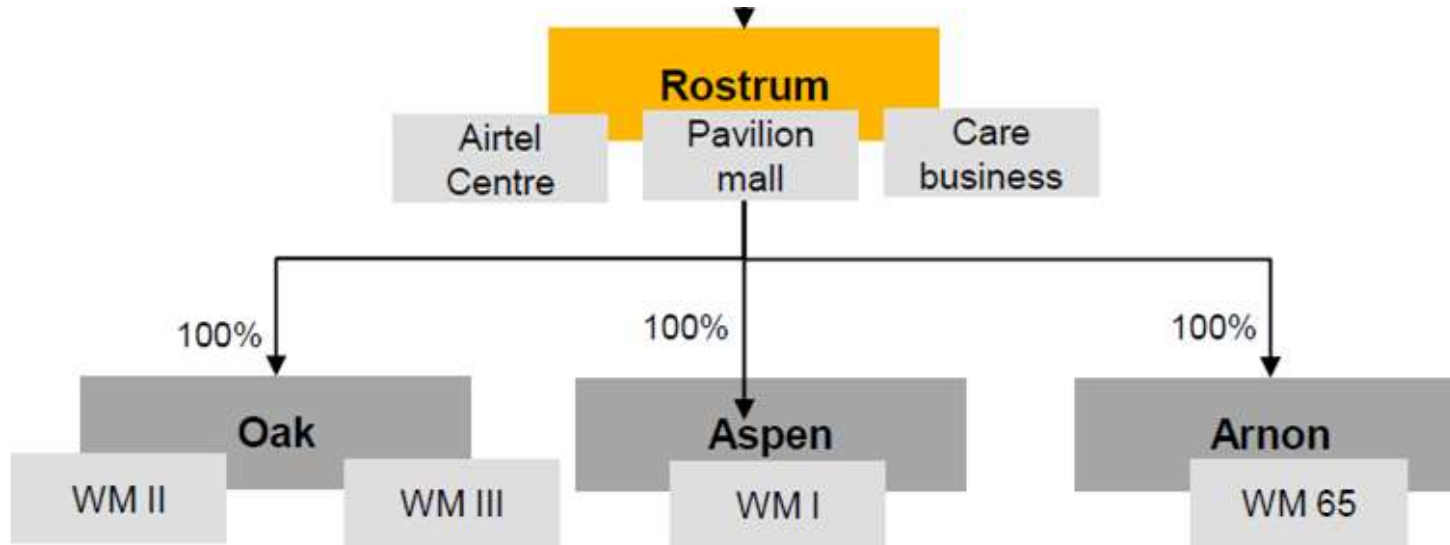 Rostrum
Airtel
Centre
Pavilion
mall
Care
business
100%
100%
100%
Oak
Aspen
Arnon
WM II
WM III
WM I
WM 65